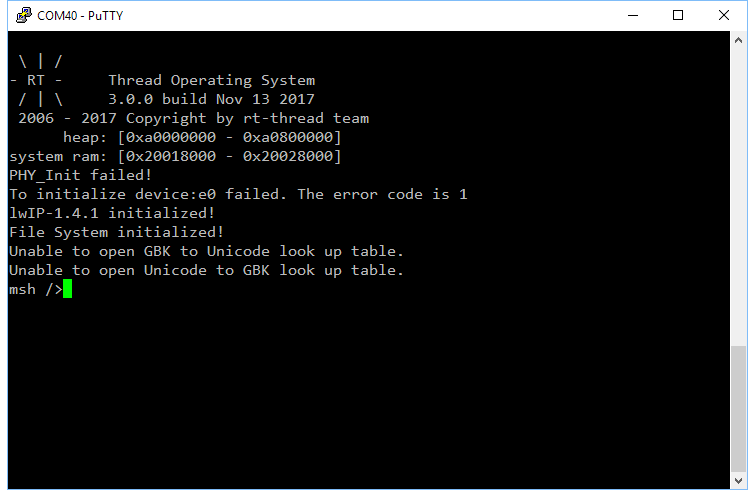 COM40 - PuTTY
 \ | /
- RT -     Thread Operating System
 / | \     3.0.0 build Nov 13 2017
 2006 - 2017 Copyright by rt-thread team
      heap: [0xa0000000 - 0xa0800000]
system ram: [0x20018000 - 0x20028000]
PHY_Init failed!
To initialize device:e0 failed. The error code is 1
lwIP-1.4.1 initialized!
File System initialized!
Unable to open GBK to Unicode look up table.
Unable to open Unicode to GBK look up table.
msh />